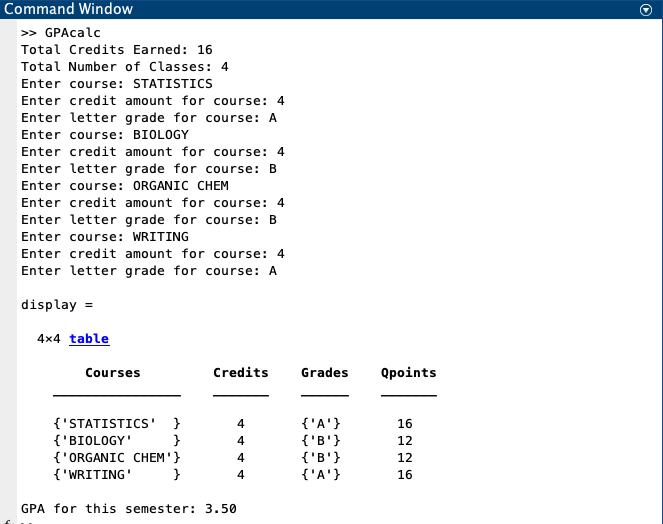 Command Window
>> GPAcalc
Total Credits Earned: 16
Total Number of Classes: 4
Enter course: STATISTICS
Enter credit amount for course: 4
Enter letter grade for course: A
Enter course: BIOLOGY
Enter credit amount for course: 4
Enter letter grade for course: B
Enter course: ORGANIC CHEM
Enter credit amount for course: 4
Enter letter grade for course: B
Enter course: WRITING
Enter credit amount for course: 4
Enter letter grade for course: A
display =
4×4 table
Courses Credits Grades Qpoints
{'STATISTICS' } 4 {'A'} 16
{'BIOLOGY' } 4 {'B'} 12
{'ORGANIC CHEM'} 4 {'B'} 12
{'WRITING' } 4 {'A'} 16
GPA for this semester: 3.50